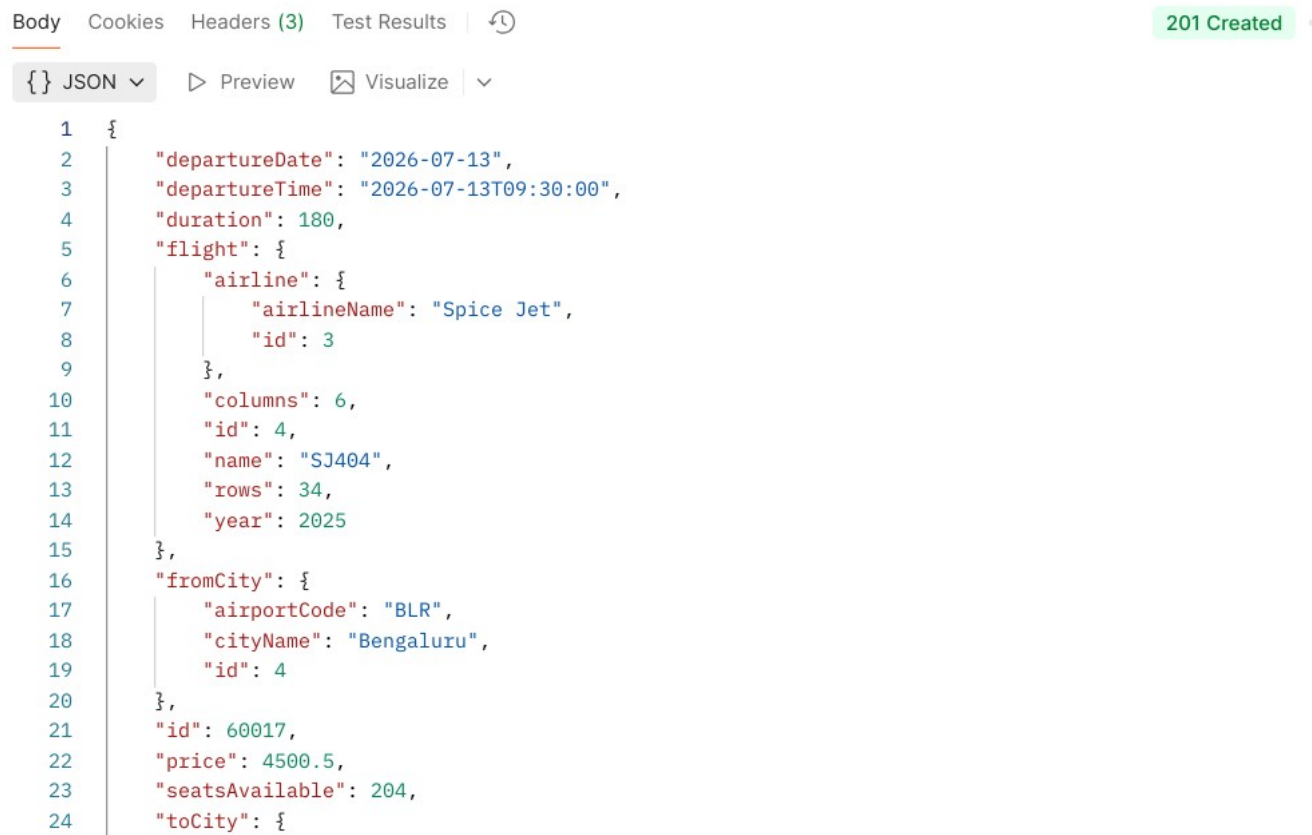 Body Cookies Headers (3) Test Results 201 Created
{} JSON Preview Visualize
1 {
2 "departureDate": "2026-07-13",
3 "departureTime": "2026-07-13T09:30:00",
4 "duration": 180,
5 "flight": {
6 "airline": {
7 "airlineName": "Spice Jet",
8 "id": 3
9 },
10 "columns": 6,
11 "id": 4,
12 "name": "SJ404",
13 "rows": 34,
14 "year": 2025
15 },
16 "fromCity": {
17 "airportCode": "BLR",
18 "cityName": "Bengaluru",
19 "id": 4
20 },
21 "id": 60017,
22 "price": 4500.5,
23 "seatsAvailable": 204,
24 "toCity": {